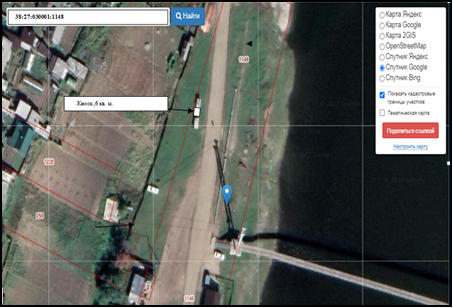 38:27:030001:1148
Найти
Карта Яндекс
Карта Google
Карта 2GIS
OpenStreetMap
Спутник Яндекс
Спутник Google
Спутник Bing
Показать кадастровые
границы участков
Тематическая карта
Поделиться ссылкой
Настроить карту
1148
Киоск ,6 кв. м.
1228
1148